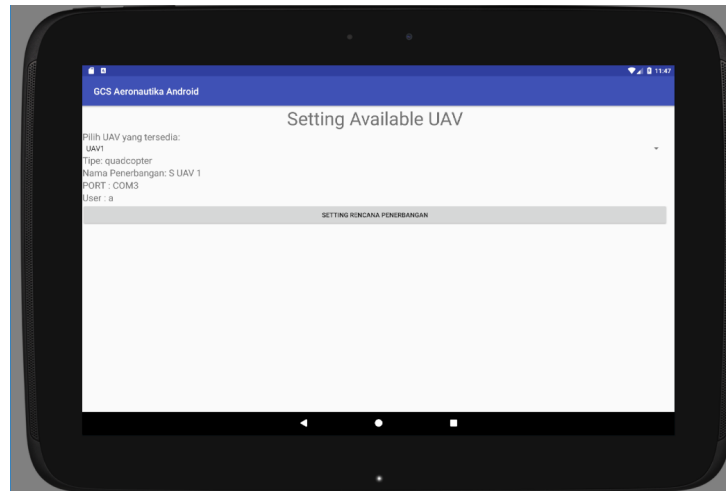 11:47
GCS Aeronautika Android
Setting Available UAV
Pilih UAV yang tersedia:
UAV1
Tipe: quadcopter
Nama Penerbangan: S UAV 1
PORT : COM3
User : a
SETTING RENCANA PENERBANGAN